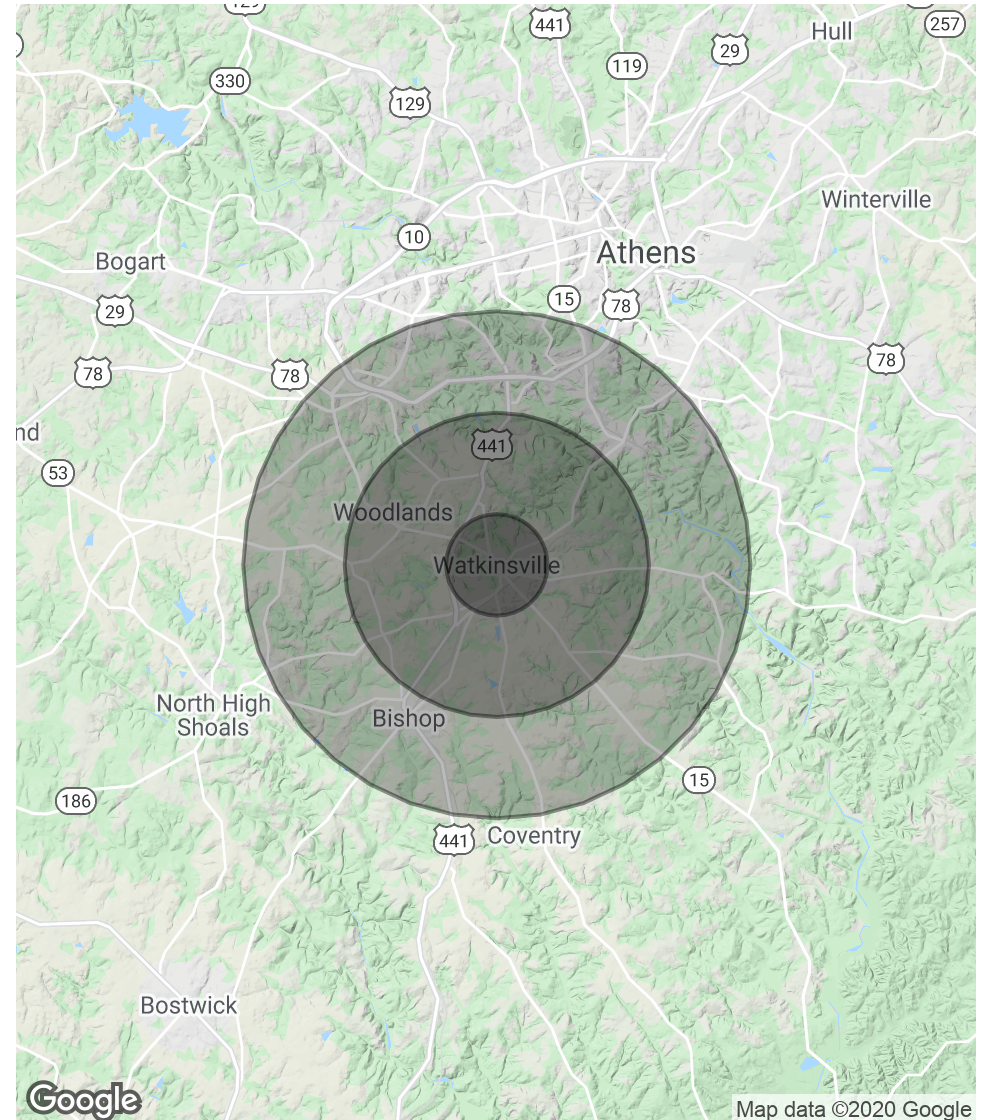 129
441
Hull
257
29
119
330
129
Winterville
10
Athens
Bogart
15
78
29
78
78
78
nd
441
53
Woodlands
Watkinsville
North High
Shoals
Bishop
15
186
441
Coventry
Bostwick
Google
Map data ©2020 Google